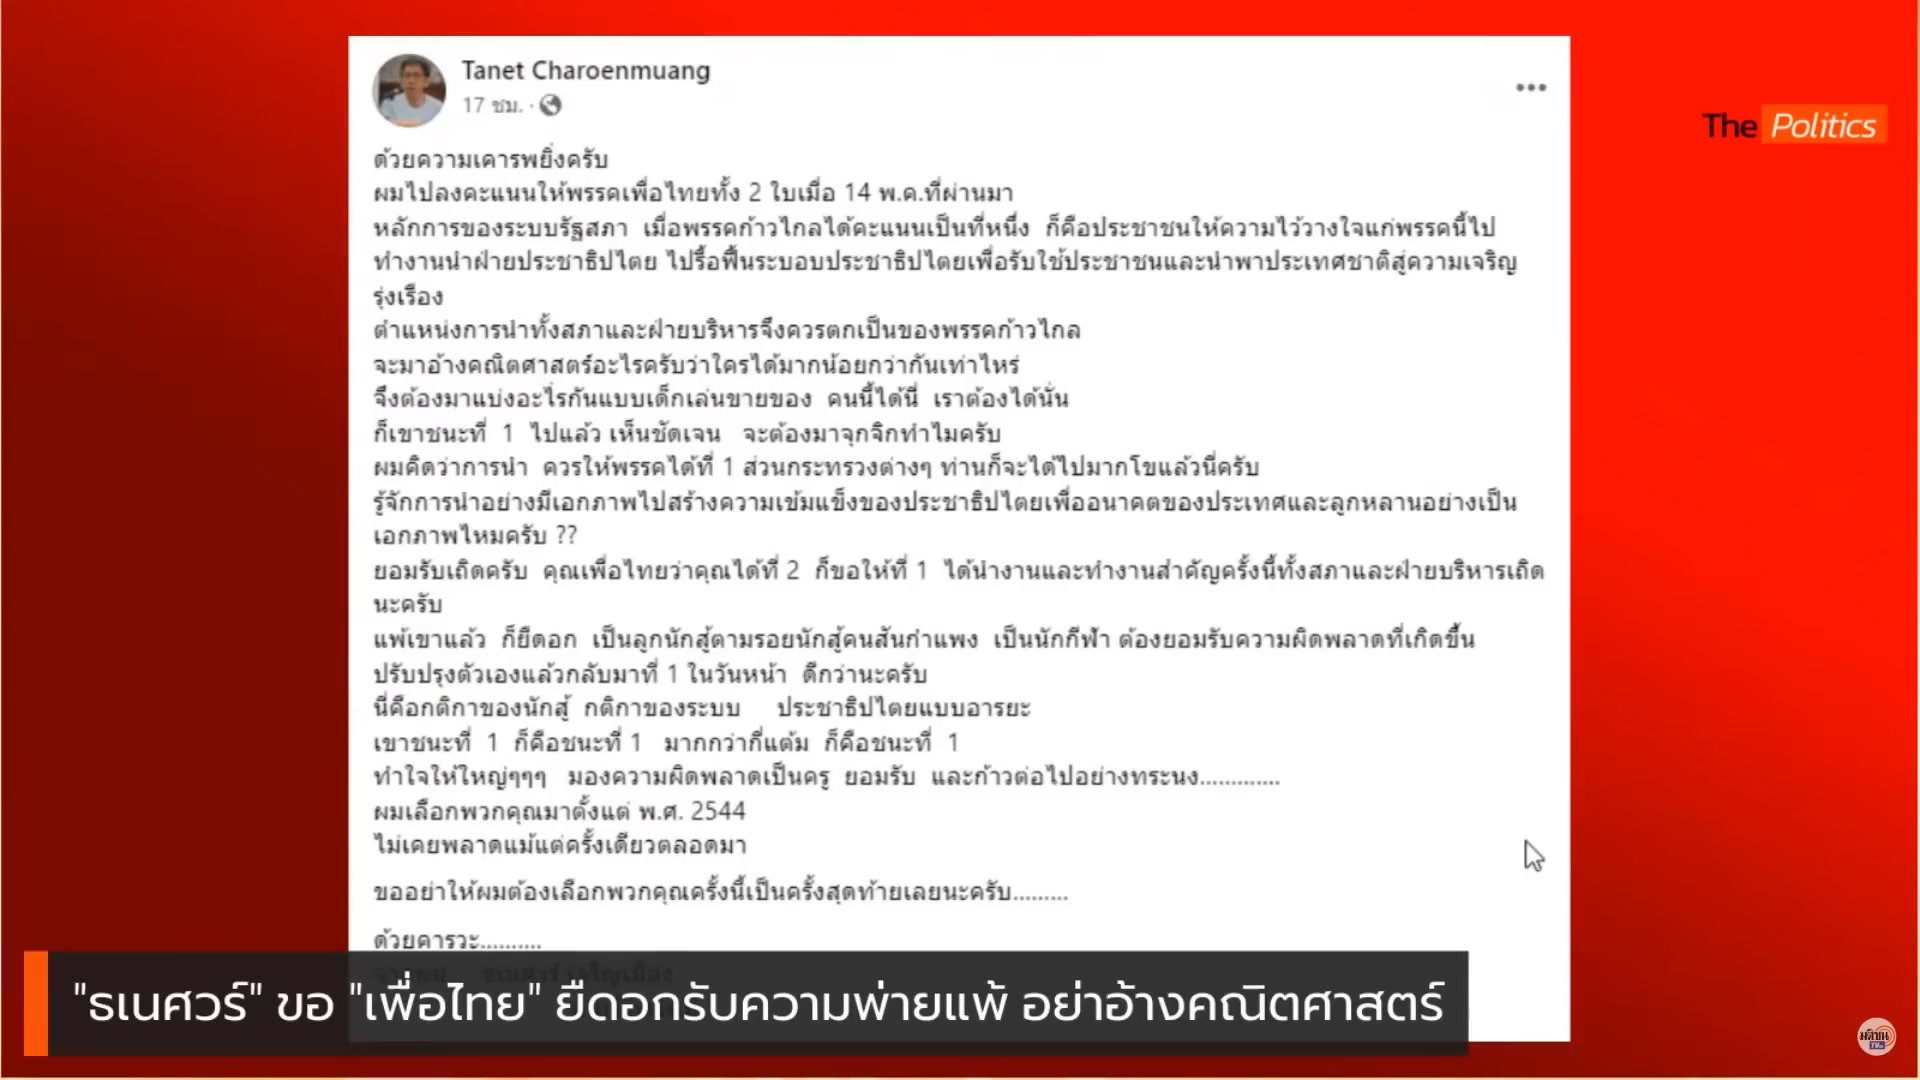 Tanet Charoenmuang
17 ชม. ·
The Politics
ด้วยความเคารพยิ่งครับ
ผมไปลงคะแนนให้พรรคเพื่อไทยทั้ง 2 ใบเมื่อ 14 พ.ค.ที่ผ่านมา
หลักการของระบบรัฐสภา เมื่อพรรคก้าวไกลได้คะแนนเป็นที่หนึ่ง ก็คือประชาชนให้ความไว้วางใจแก่พรรคนี้ไป
ทำงานนำฝ่ายประชาธิปไตย ไปรื้อฟื้นระบอบประชาธิปไตยเพื่อรับใช้ประชาชนและนำพาประเทศชาติสู่ความเจริญ
รุ่งเรือง
ตำแหน่งการนำทั้งสภาและฝ่ายบริหารจึงควรตกเป็นของพรรคก้าวไกล
จะมาอ้างคณิตศาสตร์อะไรครับว่าใครได้มากน้อยกว่ากันเท่าไหร่
จึงต้องมาแบ่งอะไรกันแบบเด็กเล่นขายของ คนนี้ได้นี่ เราต้องได้นั่น
ก็เขาชนะที่ 1 ไปแล้ว เห็นชัดเจน จะต้องมาจุกจิกทำไมครับ
ผมคิดว่าการนำ ควรให้พรรคได้ที่ 1 ส่วนกระทรวงต่างๆ ท่านก็จะได้ไปมากโขแล้วนี่ครับ
รู้จักการนำอย่างมีเอกภาพไปสร้างความเข้มแข็งของประชาธิปไตยเพื่ออนาคตของประเทศและลูกหลานอย่างเป็น
เอกภาพไหมครับ ??
ยอมรับเถิดครับ คุณเพื่อไทยว่าคุณได้ที่ 2 ก็ขอให้ที่ 1 ได้นำงานและทำงานสำคัญครั้งนี้ทั้งสภาและฝ่ายบริหารเถิด
นะครับ
แพ้เขาแล้ว ก็ยืดอก เป็นลูกนักสู้ตามรอยนักสู้คนสันกำแพง เป็นนักกีฬา ต้องยอมรับความผิดพลาดที่เกิดขึ้น
ปรับปรุงตัวเองแล้วกลับมาที่ 1 ในวันหน้า ดีกว่านะครับ
นี่คือกติกาของนักสู้ กติกาของระบบ ประชาธิปไตยแบบอารยะ
เขาชนะที่ 1 ก็คือชนะที่ 1 มากกว่ากี่แต้ม ก็คือชนะที่ 1
ทำใจให้ใหญ่ๆๆๆ มองความผิดพลาดเป็นครู ยอมรับ และก้าวต่อไปอย่างทระนง.............
ผมเลือกพวกคุณมาตั้งแต่ พ.ศ. 2544
ไม่เคยพลาดแม้แต่ครั้งเดียวตลอดมา
ขออย่าให้ผมต้องเลือกพวกคุณครั้งนี้เป็นครั้งสุดท้ายเลยนะครับ.........
ด้วยคารวะ..........
"ธเนศวร์" ขอ "เพื่อไทย" ยืดอกรับความพ่ายแพ้ อย่าอ้างคณิตศาสตร์
มติชน